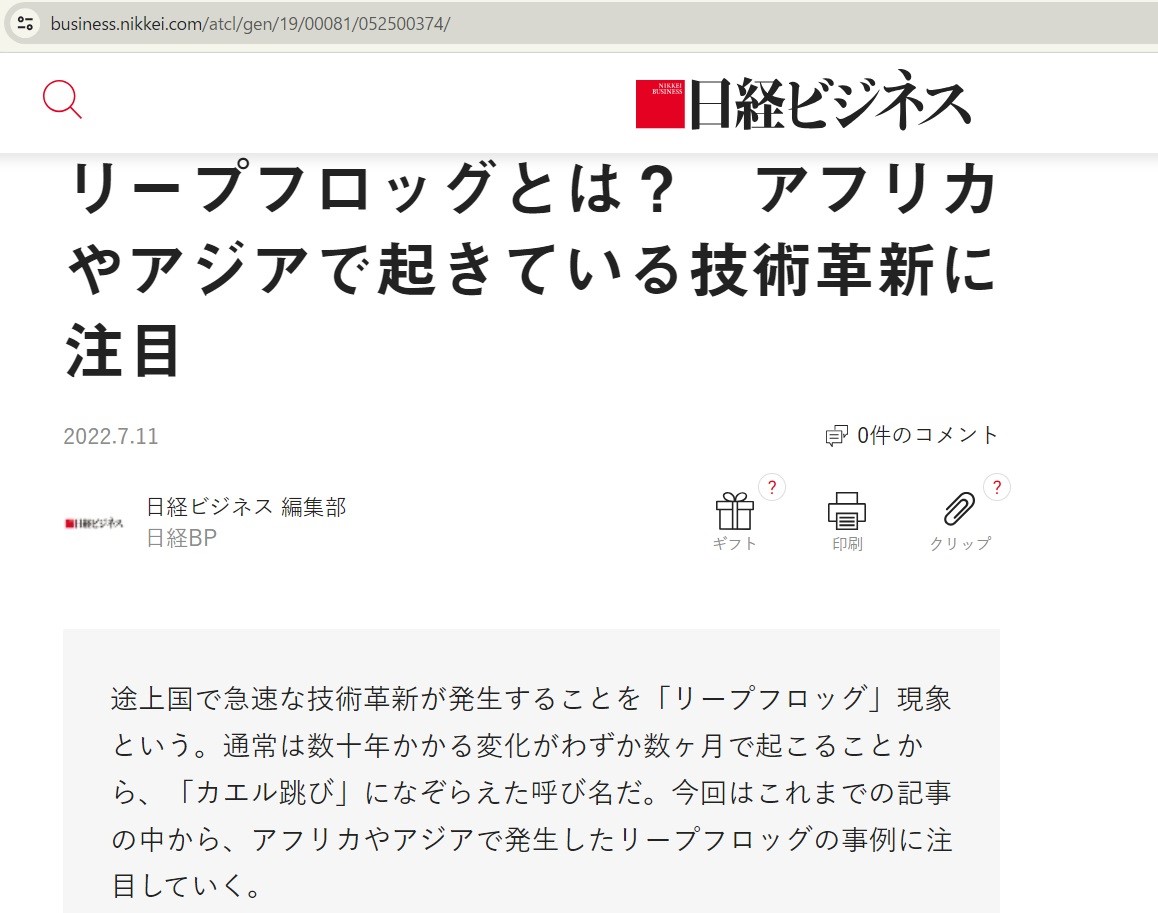 business.nikkei.com/atcl/gen/19/00081/052500374/
NIKKEI
BUSINESS
日経ビジネス
リープフロッグとは？　アフリカ
やアジアで起きている技術革新に
注目
2022.7.11
0件のコメント
日経ビジネス 編集部
日経ビジネス
日経BP
?
?
ギフト
印刷
クリップ
途上国で急速な技術革新が発生することを「リープフロッグ」現象
という。通常は数十年かかる変化がわずか数ヶ月で起こることか
ら、「カエル跳び」になぞらえた呼び名だ。今回はこれまでの記事
の中から、アフリカやアジアで発生したリープフロッグの事例に注
目していく。